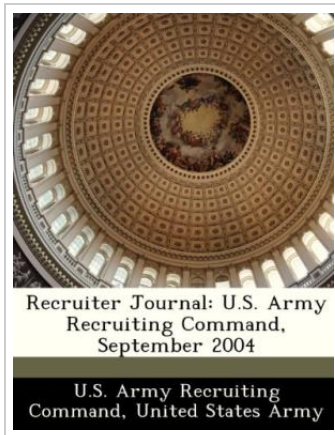 Recruiter Journal: U.S. Army
Recruiting Command,
September 2004
U.S. Army Recruiting
Command, United States Army